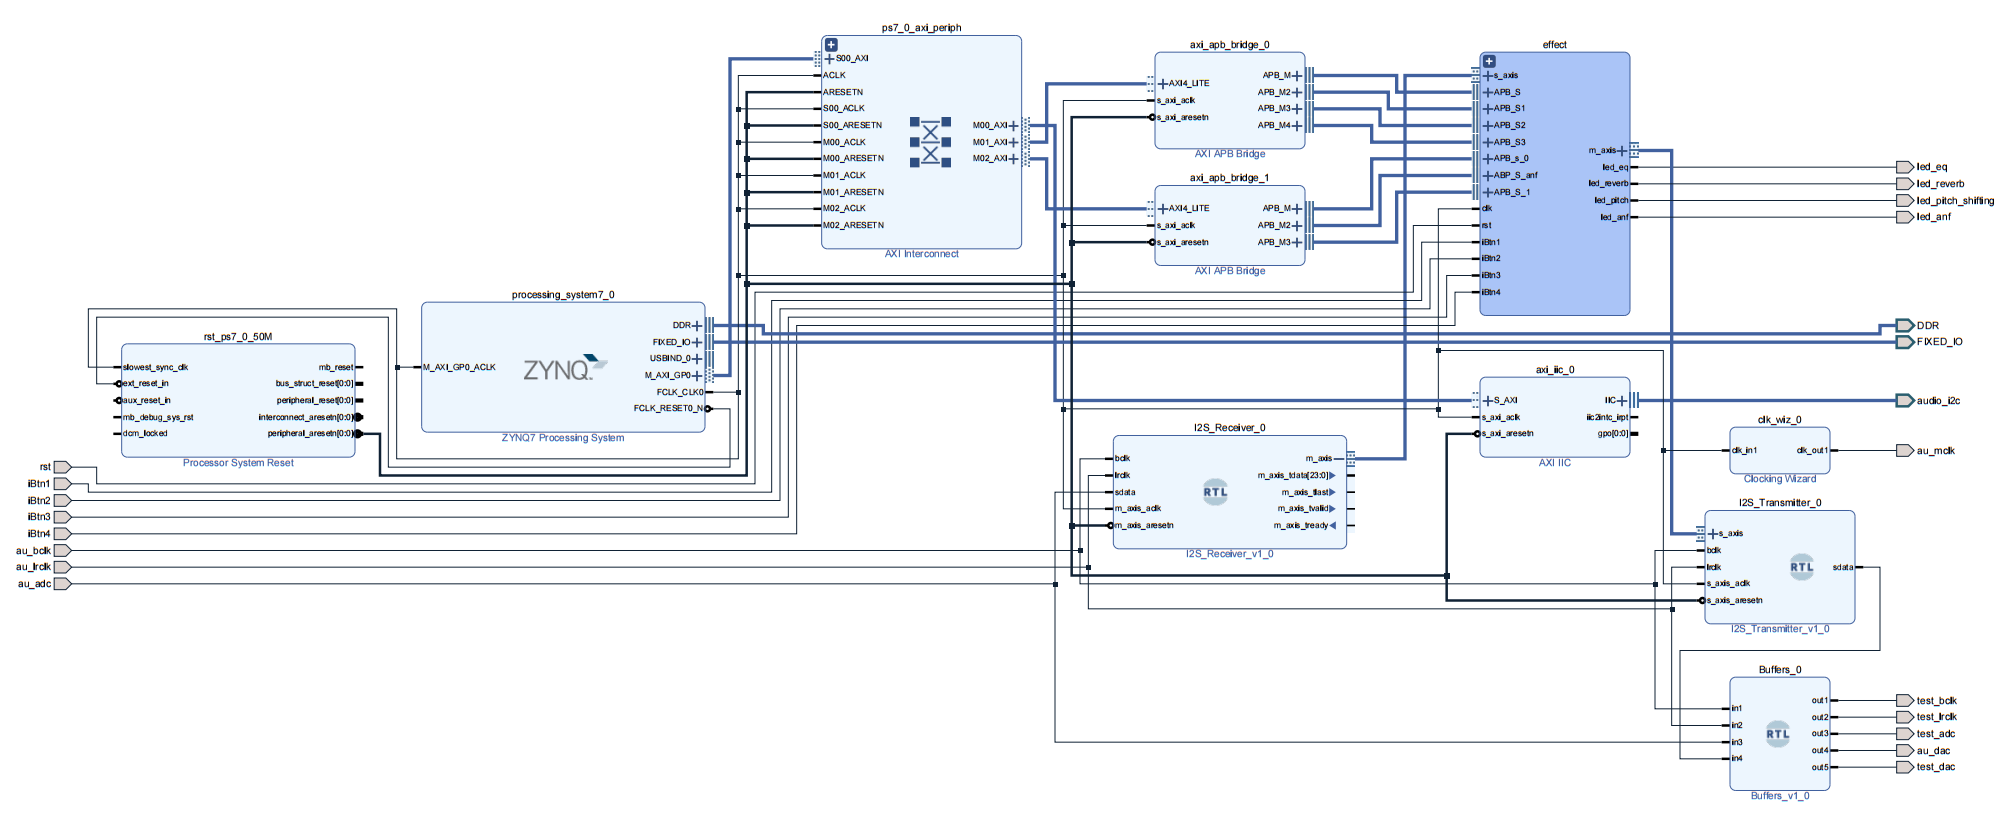 ps7_0_axi_periph
S00_AXI
ACLK
ARESETN
S00_ACLK
S00_ARESETN
M00_ACLK
M00_ARESETN
M01_ACLK
M01_ARESETN
M02_ACLK
M02_ARESETN
M00_AXI
M01_AXI
M02_AXI
AXI Interconnect
axi_apb_bridge_0
AXI4_LITE
s_axi_aclk
s_axi_aresetn
APB_M
APB_M2
APB_M3
APB_M4
AXI APB Bridge
axi_apb_bridge_1
AXI4_LITE
s_axi_aclk
s_axi_aresetn
APB_M
APB_M2
APB_M3
AXI APB Bridge
effect
s_axis
APB_S
APB_S1
APB_S2
APB_S3
APB_s_0
ABP_S_anf
APB_S_1
clk
rst
iBtn1
iBtn2
iBtn3
iBtn4
m_axis
led_eq
led_reverb
led_pitch
led_anf
led_eq
led_reverb
led_pitch_shifting
led_anf
processing_system7_0
M_AXI_GP0_ACLK
ZYNQ
DDR
FIXED_IO
USBIND_0
M_AXI_GP0
FCLK_CLK0
FCLK_RESET0_N
ZYNQ7 Processing System
DDR
FIXED_IO
rst_ps7_0_50M
slowest_sync_clk
ext_reset_in
aux_reset_in
mb_debug_sys_rst
dcm_locked
mb_reset
bus_struct_reset[0:0]
peripheral_reset[0:0]
interconnect_aresetn[0:0]
peripheral_aresetn[0:0]
Processor System Reset
axi_iic_0
S_AXI
s_axi_aclk
s_axi_aresetn
IIC
iic2intc_irpt
gpo[0:0]
AXI IIC
audio_i2c
clk_wiz_0
clk_in1
clk_out1
Clocking Wizard
au_mclk
I2S_Receiver_0
bclk
lrclk
sdata
m_axis_aclk
m_axis_aresetn
RTL
m_axis
m_axis_tdata[23:0]
m_axis_tlast
m_axis_tvalid
m_axis_tready
I2S_Receiver_v1_0
rst
iBtn1
iBtn2
iBtn3
iBtn4
au_bclk
au_lrclk
au_adc
I2S_Transmitter_0
s_axis
bclk
lrclk
s_axis_aclk
s_axis_aresetn
RTL
sdata
I2S_Transmitter_v1_0
Buffers_0
in1
in2
in3
in4
RTL
out1
out2
out3
out4
out5
Buffers_v1_0
test_bclk
test_lrclk
test_adc
au_dac
test_dac